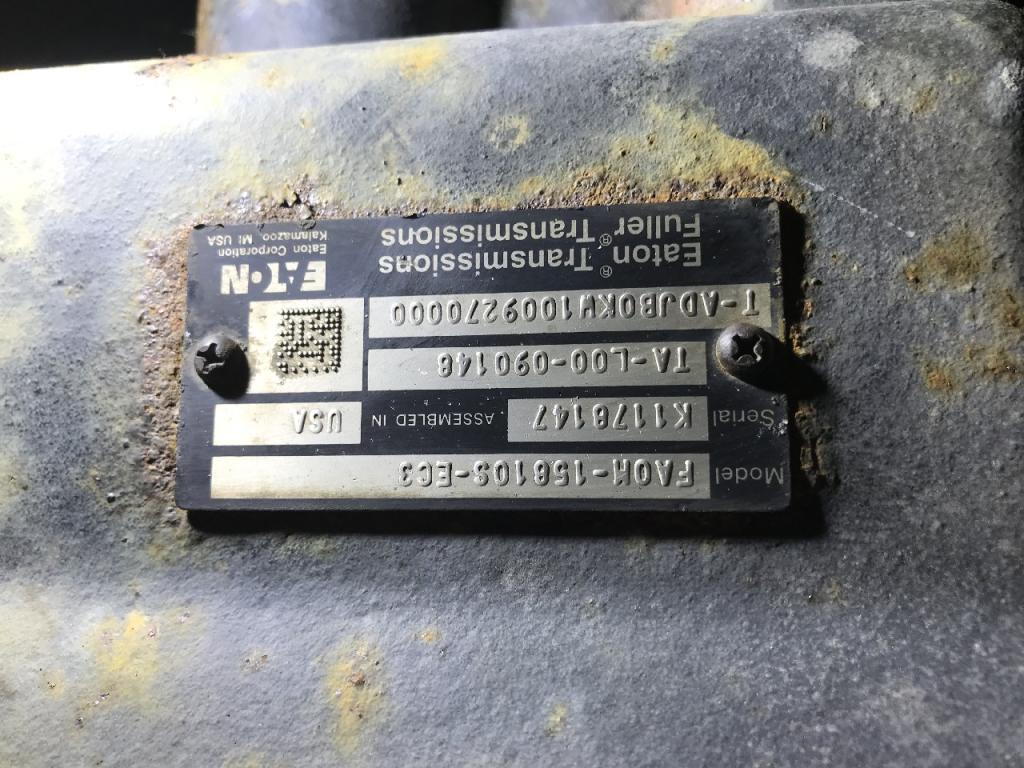 Model FAOM-15810S-EC3
Serial K1178147 ASSEMBLED IN USA
TA-L00-090148
T-ADJB0KW1009270000
Eaton® Transmissions
Fuller® Transmissions
EATON
Eaton Corporation
Kalamazoo, MI USA